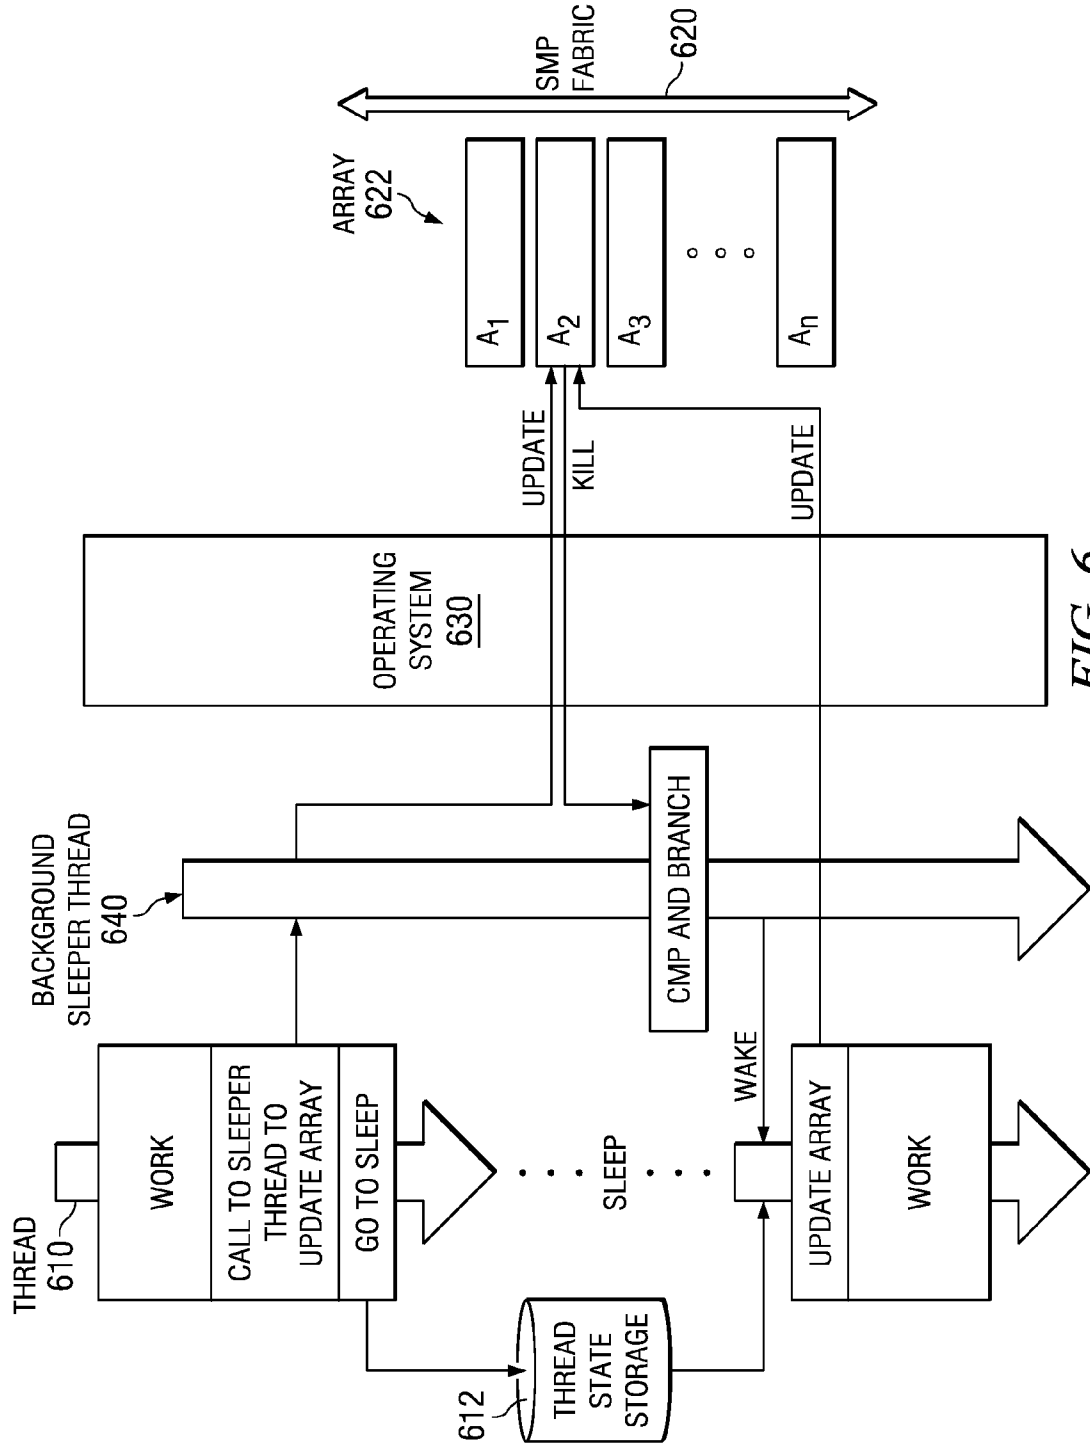 THREAD
610
WORK
CALL TO SLEEPER
THREAD TO
UPDATE ARRAY
GO TO SLEEP
612
THREAD
STATE
STORAGE
SLEEP
WAKE
UPDATE ARRAY
WORK
BACKGROUND
SLEEPER THREAD
640
CMP AND BRANCH
OPERATING
SYSTEM
630
UPDATE
KILL
UPDATE
ARRAY
622
A1
A2
A3
An
SMP
FABRIC
620
FIG. 6